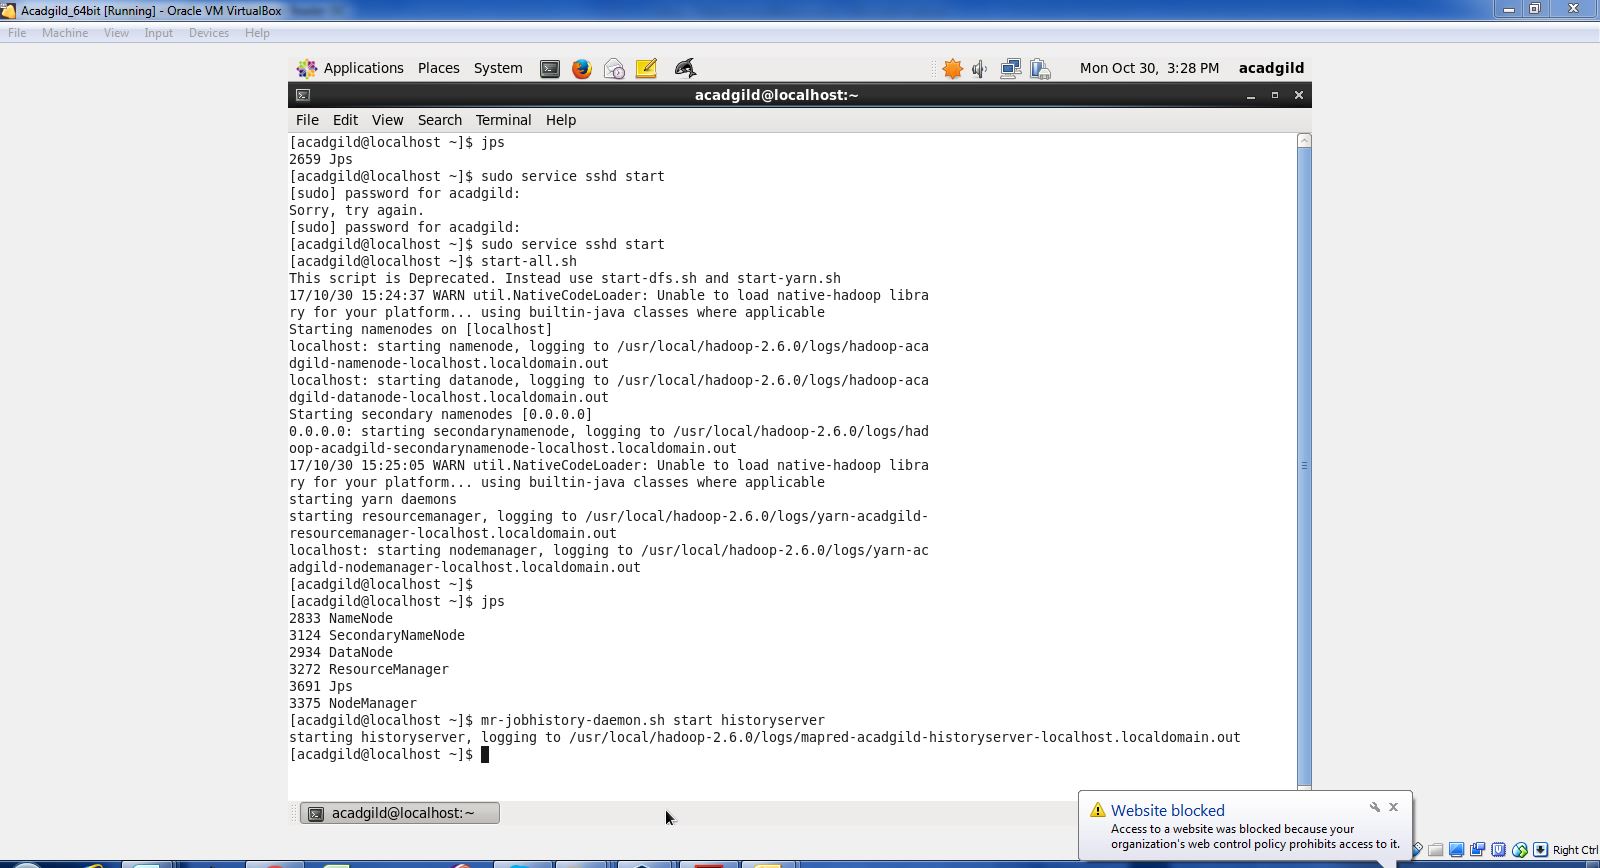 Acadgild_64bit [Running] - Oracle VM VirtualBox
File Machine View Input Devices Help
Applications Places System Mon Oct 30, 3:28 PM acadgild
acadgild@localhost:~
File Edit View Search Terminal Help
[acadgild@localhost ~]$ jps
2659 Jps
[acadgild@localhost ~]$ sudo service sshd start
[sudo] password for acadgild:
Sorry, try again.
[sudo] password for acadgild:
[acadgild@localhost ~]$ sudo service sshd start
[acadgild@localhost ~]$ start-all.sh
This script is Deprecated. Instead use start-dfs.sh and start-yarn.sh
17/10/30 15:24:37 WARN util.NativeCodeLoader: Unable to load native-hadoop libra
ry for your platform... using builtin-java classes where applicable
Starting namenodes on [localhost]
localhost: starting namenode, logging to /usr/local/hadoop-2.6.0/logs/hadoop-aca
dgild-namenode-localhost.localdomain.out
localhost: starting datanode, logging to /usr/local/hadoop-2.6.0/logs/hadoop-aca
dgild-datanode-localhost.localdomain.out
Starting secondary namenodes [0.0.0.0]
0.0.0.0: starting secondarynamenode, logging to /usr/local/hadoop-2.6.0/logs/had
oop-acadgild-secondarynamenode-localhost.localdomain.out
17/10/30 15:25:05 WARN util.NativeCodeLoader: Unable to load native-hadoop libra
ry for your platform... using builtin-java classes where applicable
starting yarn daemons
starting resourcemanager, logging to /usr/local/hadoop-2.6.0/logs/yarn-acadgild-
resourcemanager-localhost.localdomain.out
localhost: starting nodemanager, logging to /usr/local/hadoop-2.6.0/logs/yarn-ac
adgild-nodemanager-localhost.localdomain.out
[acadgild@localhost ~]$
[acadgild@localhost ~]$ jps
2833 NameNode
3124 SecondaryNameNode
2934 DataNode
3272 ResourceManager
3691 Jps
3375 NodeManager
[acadgild@localhost ~]$ mr-jobhistory-daemon.sh start historyserver
starting historyserver, logging to /usr/local/hadoop-2.6.0/logs/mapred-acadgild-historyserver-localhost.localdomain.out
[acadgild@localhost ~]$
acadgild@localhost:~
Website blocked
Access to a website was blocked because your
organization's web control policy prohibits access to it.
Right Ctrl